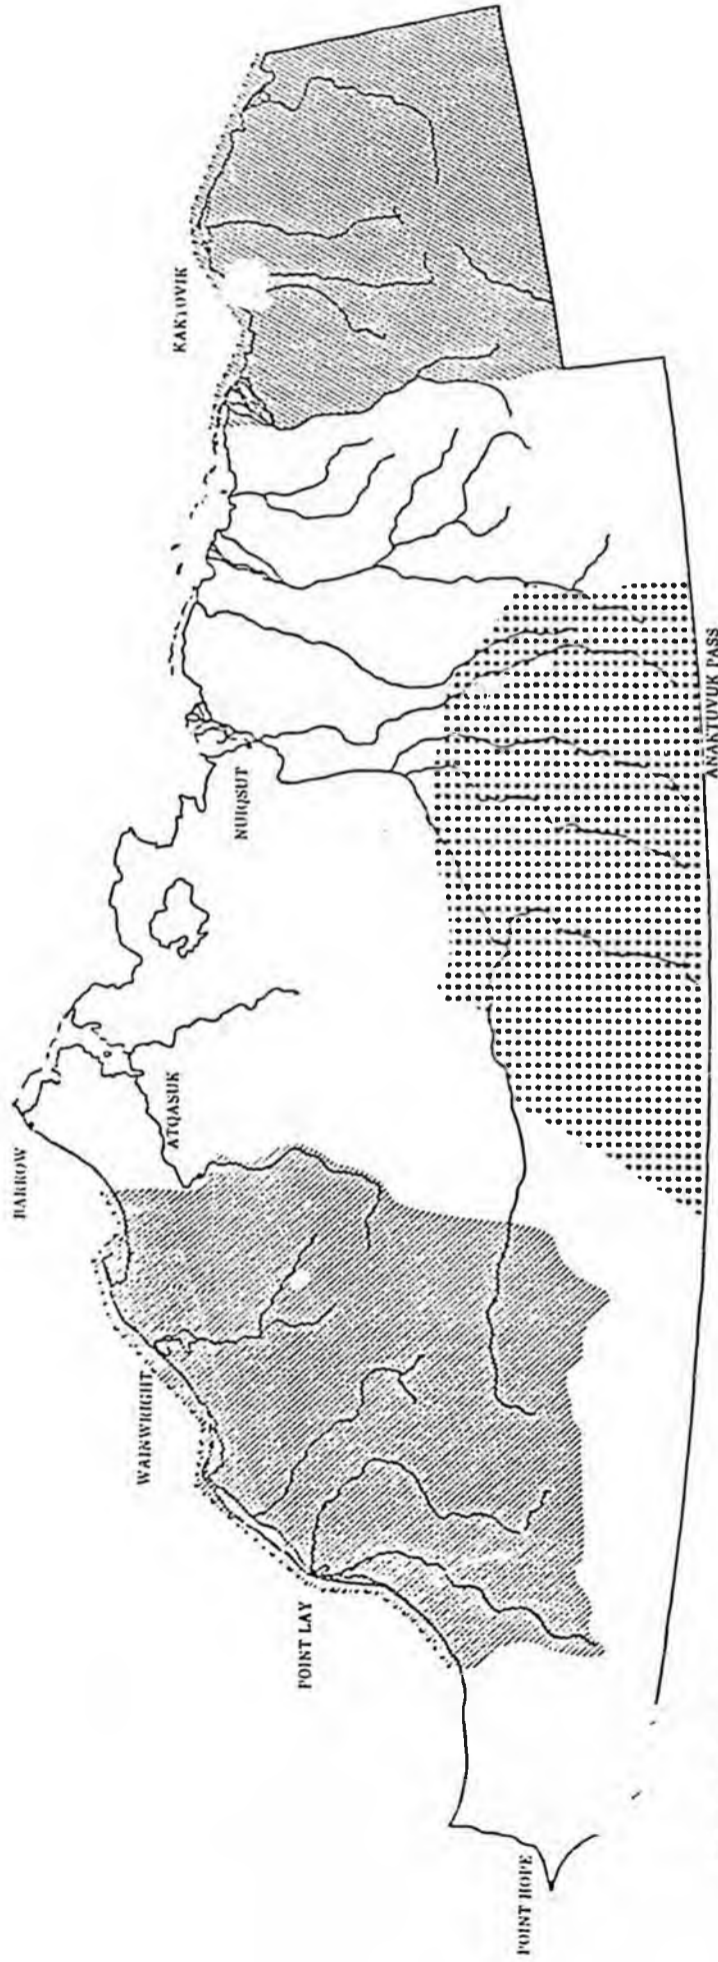 BARROW
KAKTOVIK
WAINWRIGHT
ATQASUK
NUIQSUT
POINT LAY
POINT HOPE
ANAKTUVUK PASS